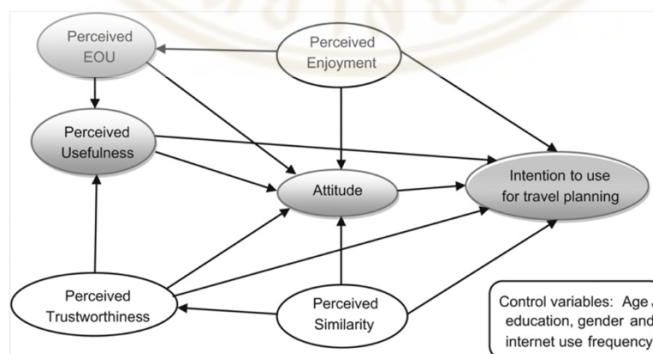 Perceived
EOU
Perceived
Enjoyment
Perceived
Usefulness
Attitude
Intention to use
for travel planning
Perceived
Trustworthiness
Perceived
Similarity
Control variables: Age,
education, gender and
internet use frequency